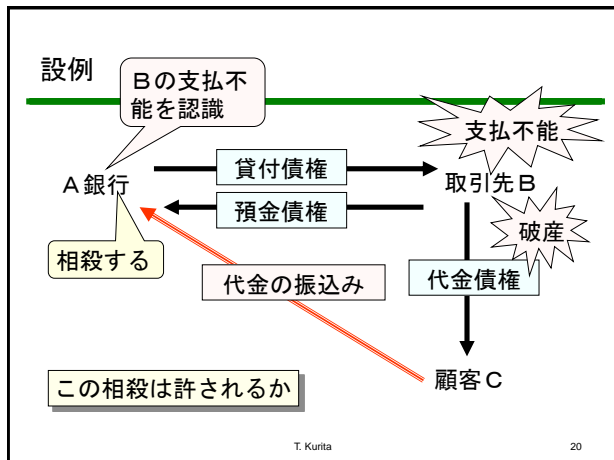 設例
Ｂの支払不
能を認識
支払不能
Ａ銀行
貸付債権
取引先Ｂ
預金債権
破産
相殺する
代金の振込み
代金債権
顧客Ｃ
この相殺は許されるか
T. Kurita
20